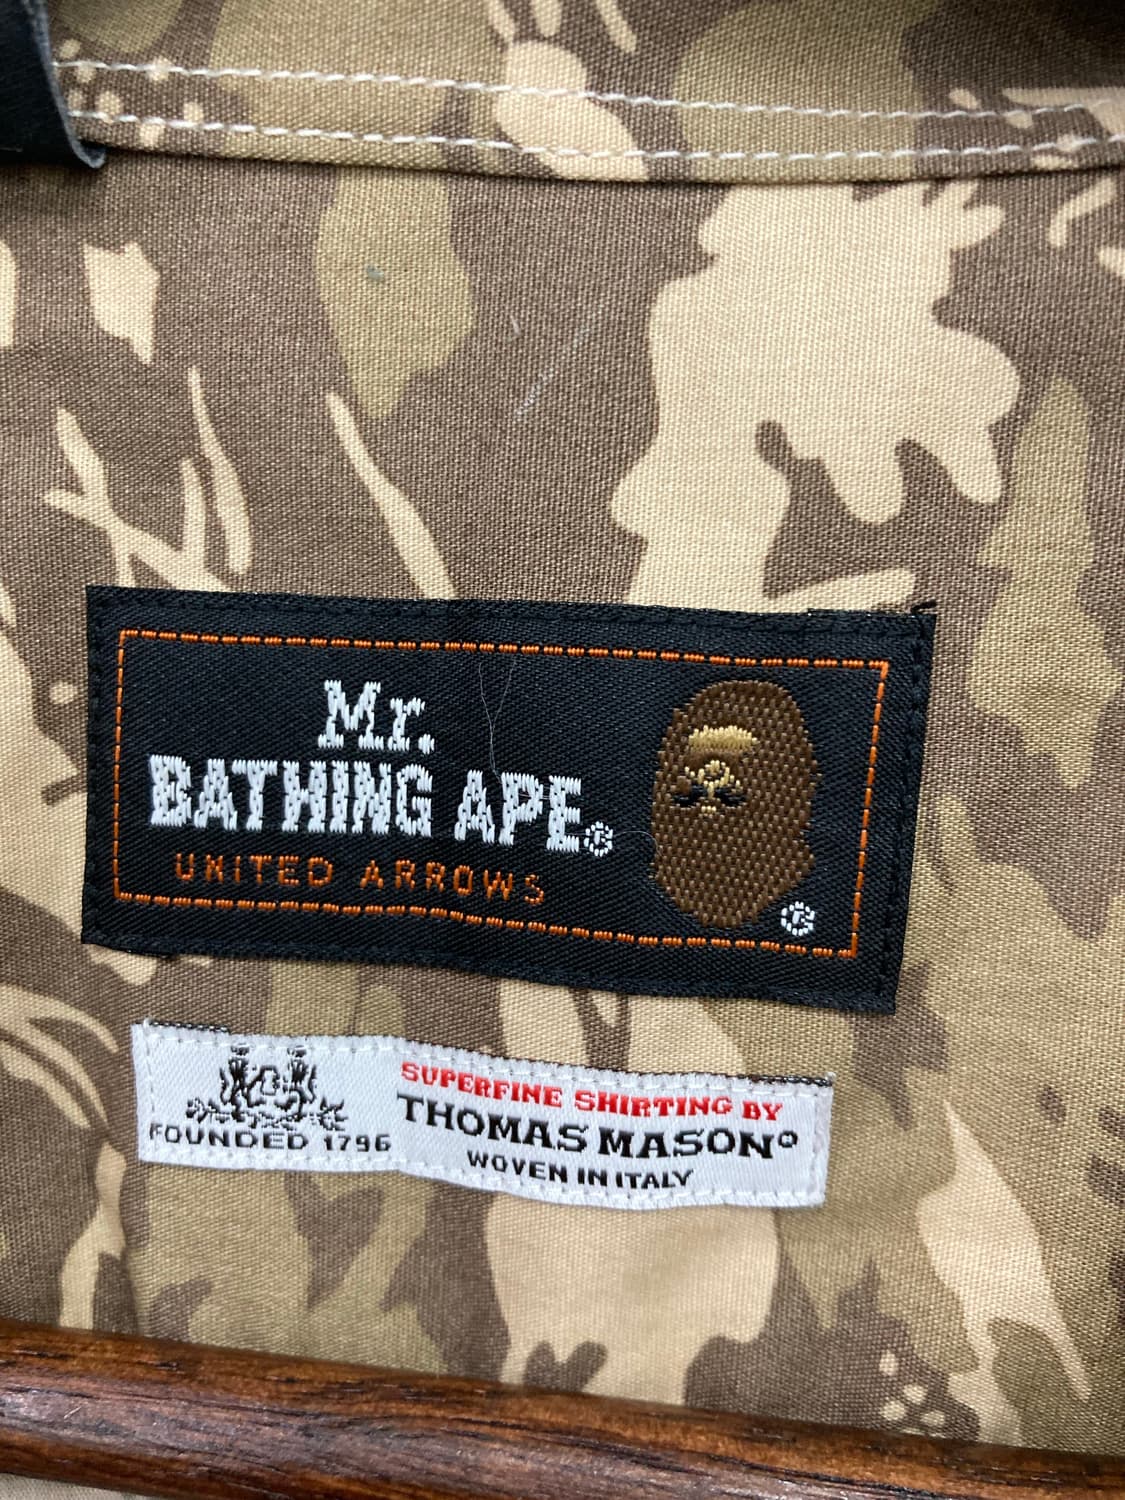 Mr.
BATHING APE®
UNITED ARROWS
®
FOUNDED 1796
SUPERFINE SHIRTING BY
THOMAS MASON®
WOVEN IN ITALY